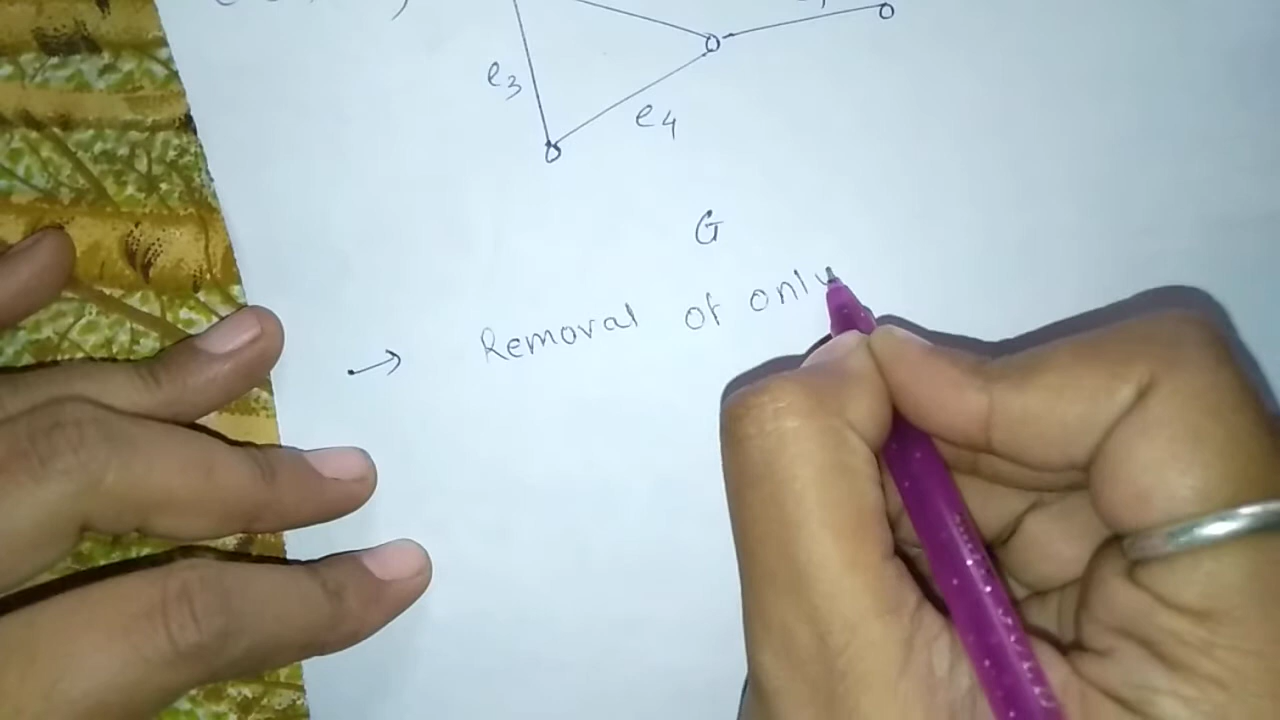 e3
e4
G
→ Removal of only